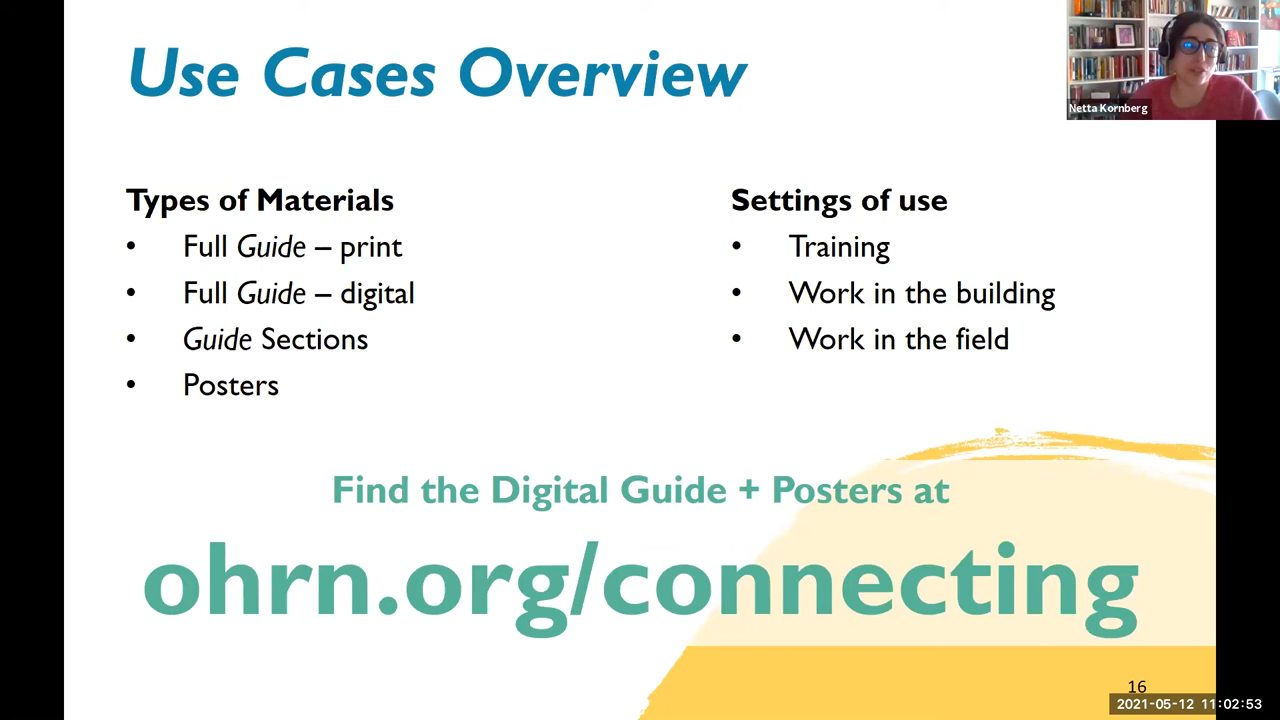 Use Cases Overview
Netta Kornberg
Types of Materials
• Full Guide – print
• Full Guide – digital
• Guide Sections
• Posters
Settings of use
• Training
• Work in the building
• Work in the field
Find the Digital Guide + Posters at
ohrn.org/connecting
16
2021-05-12 11:02:53